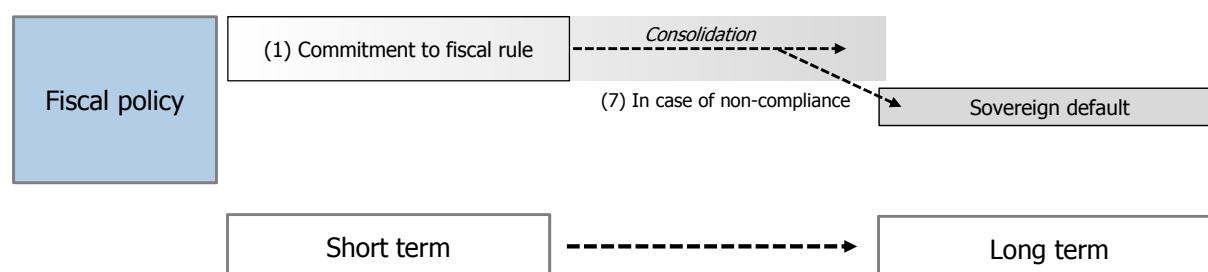 Fiscal policy
(1) Commitment to fiscal rule
Consolidation
(7) In case of non-compliance
Sovereign default
Short term
Long term